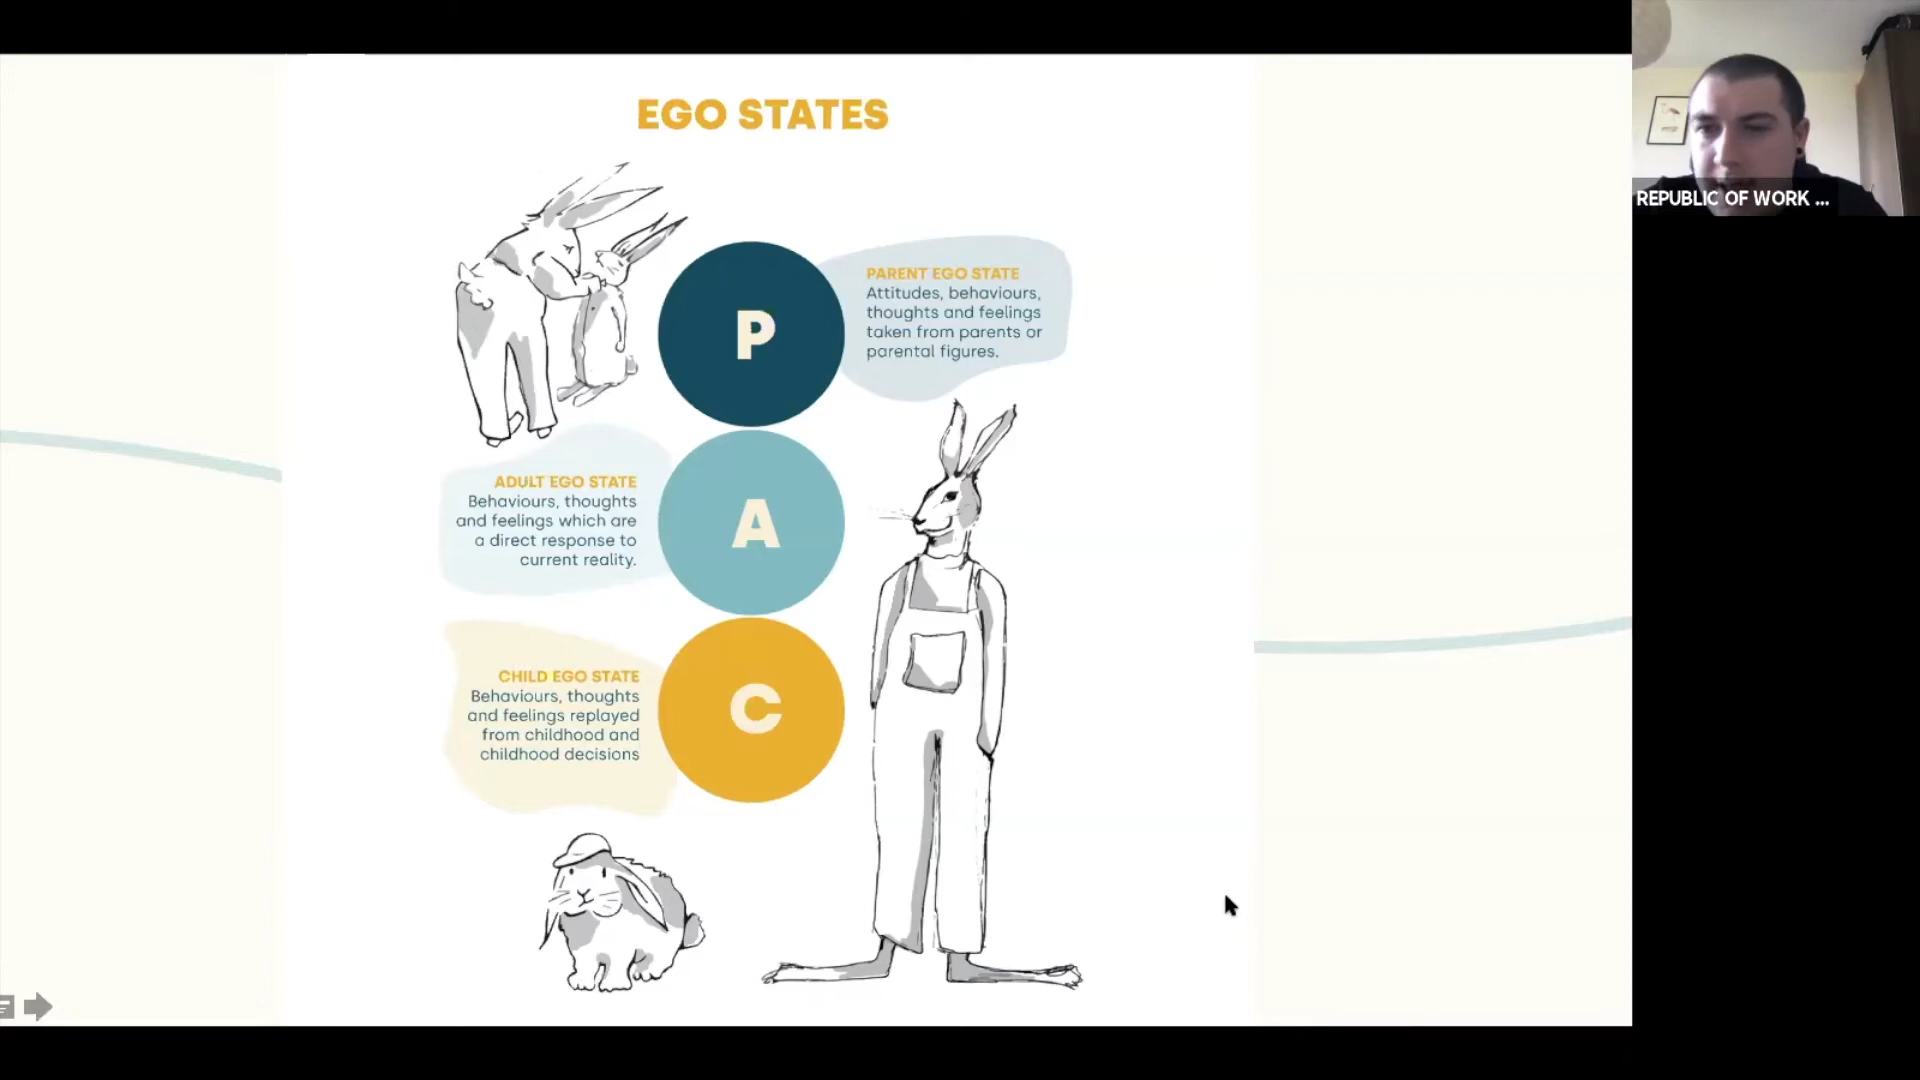 EGO STATES
P
PARENT EGO STATE
Attitudes, behaviours,
thoughts and feelings
taken from parents or
parental figures.
ADULT EGO STATE
Behaviours, thoughts
and feelings which are
a direct response to
current reality.
A
CHILD EGO STATE
Behaviours, thoughts
and feelings replayed
from childhood and
childhood decisions
C
REPUBLIC OF WORK ...